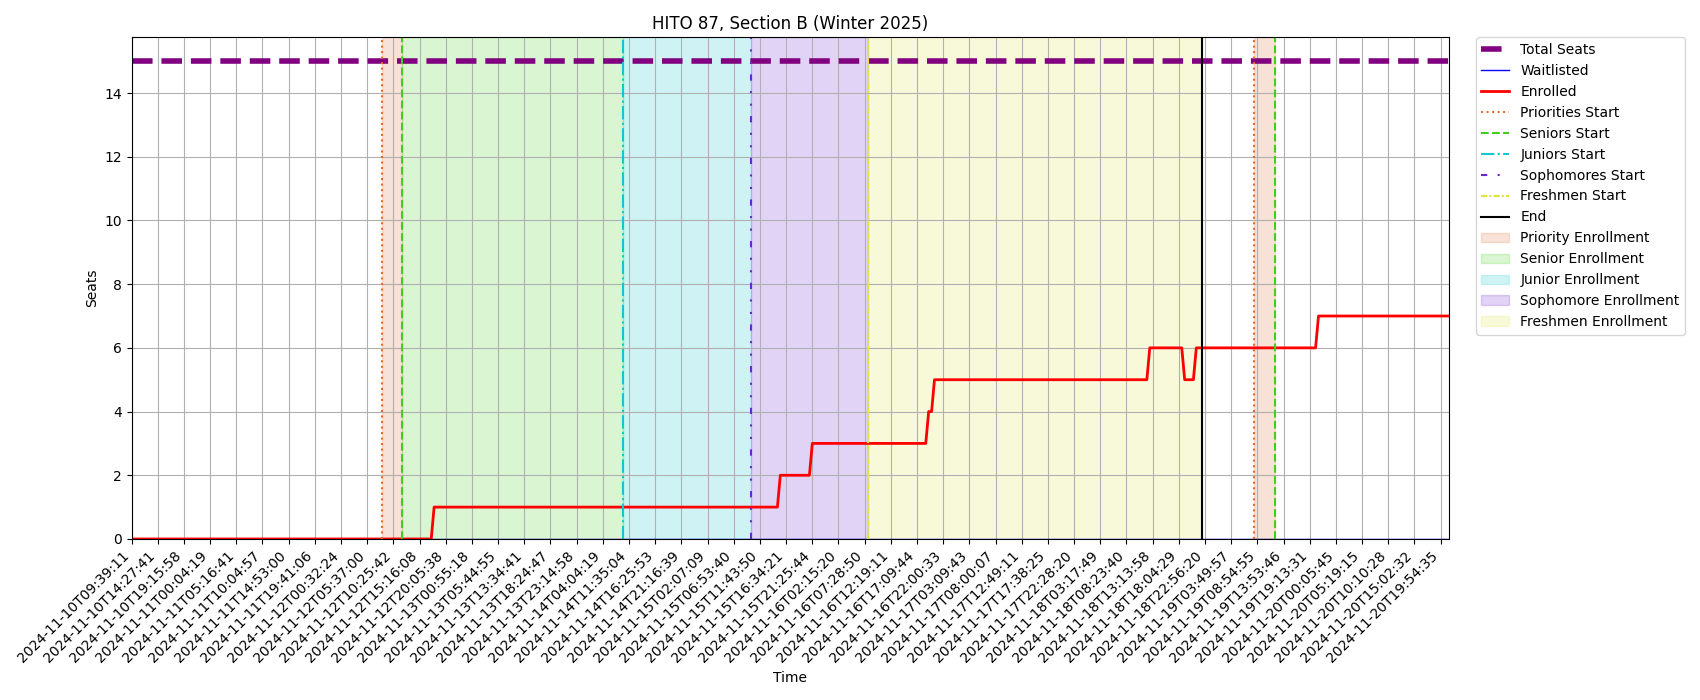 HITO 87, Section B (Winter 2025)
Seats
14
12
10
8
6
4
2
0
2024-11-10T09:39:11
2024-11-10T14:27:41
2024-11-10T19:15:58
2024-11-11T00:04:19
2024-11-11T05:16:41
2024-11-11T10:04:57
2024-11-11T14:53:00
2024-11-11T19:41:06
2024-11-12T00:32:24
2024-11-12T05:37:00
2024-11-12T10:25:42
2024-11-12T15:16:08
2024-11-12T20:05:38
2024-11-13T00:55:18
2024-11-13T05:44:55
2024-11-13T13:34:41
2024-11-13T18:24:47
2024-11-13T23:14:58
2024-11-14T04:04:19
2024-11-14T11:35:04
2024-11-14T16:25:53
2024-11-14T21:16:39
2024-11-15T02:07:09
2024-11-15T06:53:40
2024-11-15T11:43:50
2024-11-15T16:34:21
2024-11-15T21:25:44
2024-11-16T02:15:20
2024-11-16T07:28:50
2024-11-16T12:19:11
2024-11-16T17:09:44
2024-11-16T22:00:33
2024-11-17T03:09:43
2024-11-17T08:00:07
2024-11-17T12:49:11
2024-11-17T17:38:25
2024-11-17T22:28:20
2024-11-18T03:17:49
2024-11-18T08:23:40
2024-11-18T13:13:58
2024-11-18T18:04:29
2024-11-18T22:56:20
2024-11-19T03:49:57
2024-11-19T08:54:55
2024-11-19T13:53:46
2024-11-19T19:13:31
2024-11-20T00:05:45
2024-11-20T05:19:15
2024-11-20T10:10:28
2024-11-20T15:02:32
2024-11-20T19:54:35
Time
Total Seats
Waitlisted
Enrolled
Priorities Start
Seniors Start
Juniors Start
Sophomores Start
Freshmen Start
End
Priority Enrollment
Senior Enrollment
Junior Enrollment
Sophomore Enrollment
Freshmen Enrollment